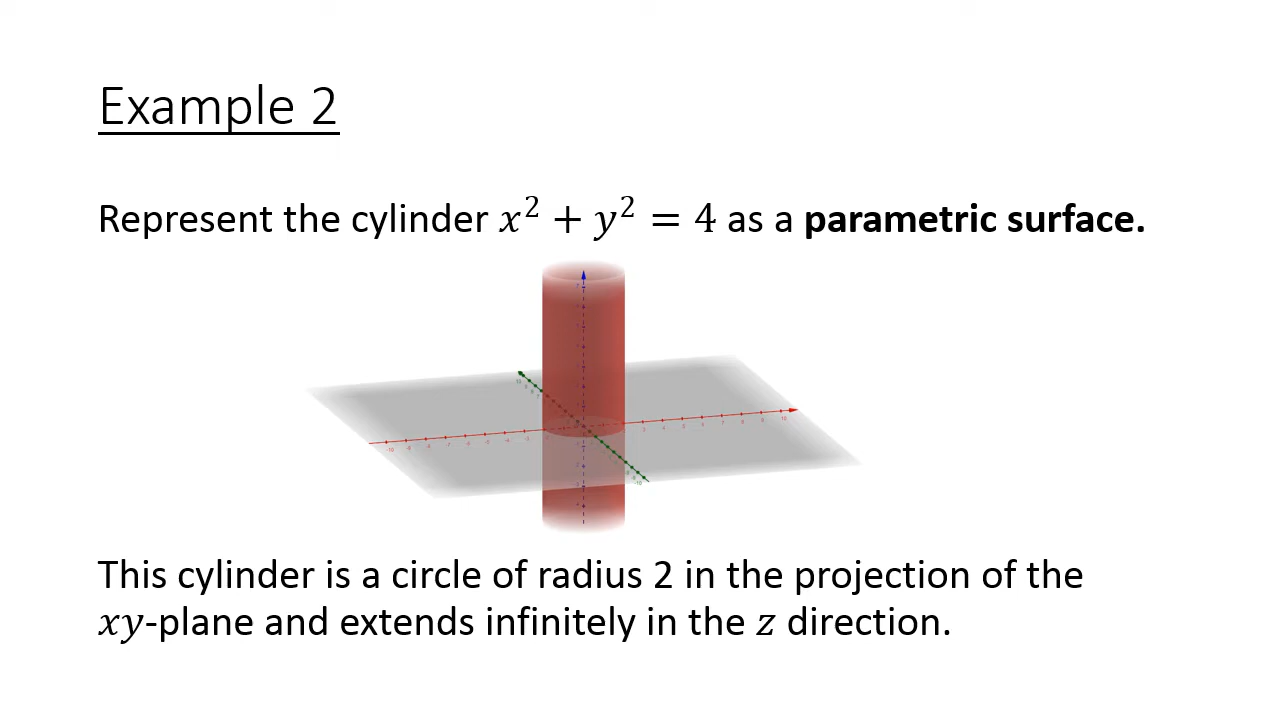 Example 2
Represent the cylinder 𝑥² + 𝑦² = 4 as a parametric surface.
This cylinder is a circle of radius 2 in the projection of the
𝑥𝑦-plane and extends infinitely in the 𝑧 direction.